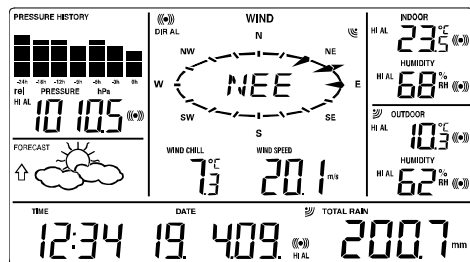 PRESSURE HISTORY
-24h -18h -12h -9h -6h -3h 0h
rel PRESSURE hPa
HI AL
1010.5
FORECAST
WIND
DIR AL
N
NW NE
W NEE E
SW SE
S
WIND CHILL WIND SPEED
7.3 °C 20.1 m/s
INDOOR
HI AL 23.5 °C
HUMIDITY
HI AL 68 % RH
OUTDOOR
HI AL 10.3 °C
HUMIDITY
HI AL 62 % RH
TIME DATE TOTAL RAIN
12:34 19. 4.09. HI AL 200.7 mm